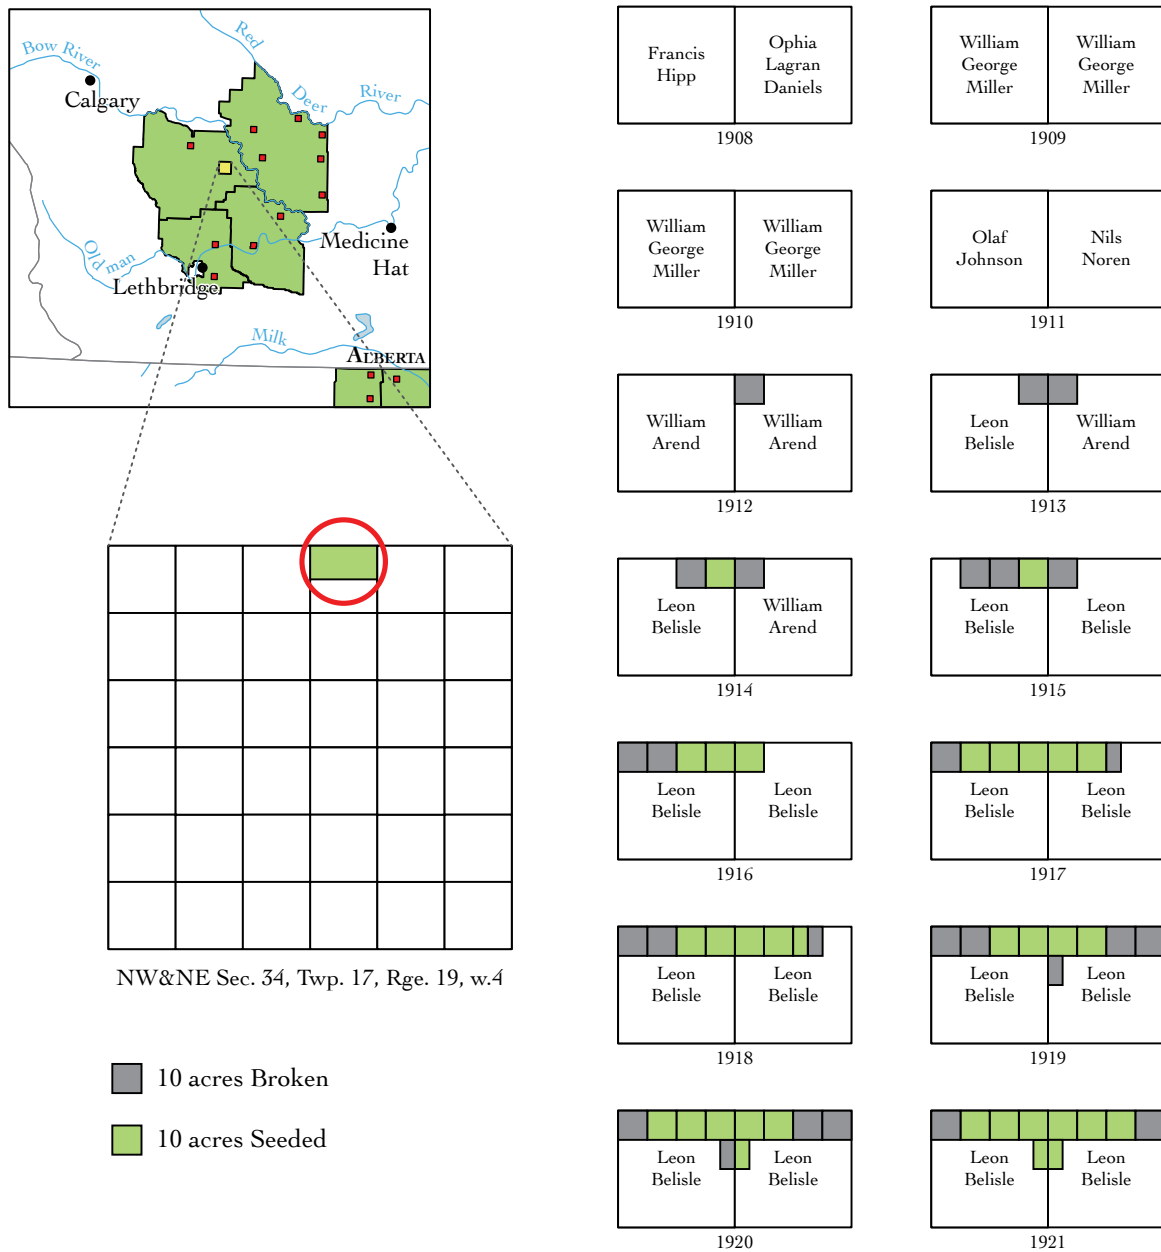 Bow River
Red
Deer
River
Calgary
Medicine
Hat
Oldman
Lethbridge
Milk
ALBERTA
NW&NE Sec. 34, Twp. 17, Rge. 19, w.4
10 acres Broken
10 acres Seeded
Francis
Hipp
Ophia
Lagran
Daniels
1908
William
George
Miller
William
George
Miller
1909
William
George
Miller
William
George
Miller
1910
Olaf
Johnson
Nils
Noren
1911
William
Arend
William
Arend
1912
Leon
Belisle
William
Arend
1913
Leon
Belisle
William
Arend
1914
Leon
Belisle
Leon
Belisle
1915
Leon
Belisle
Leon
Belisle
1916
Leon
Belisle
Leon
Belisle
1917
Leon
Belisle
Leon
Belisle
1918
Leon
Belisle
Leon
Belisle
1919
Leon
Belisle
Leon
Belisle
1920
Leon
Belisle
Leon
Belisle
1921